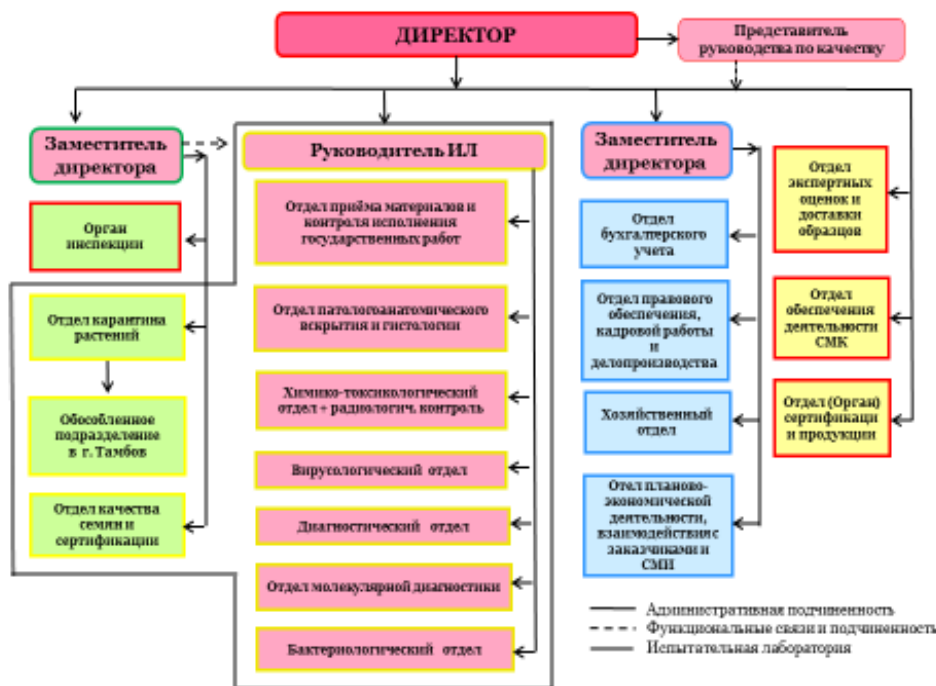 ДИРЕКТОР
Представитель
руководства по качеству
Заместитель
директора
Руководитель ИЛ
Заместитель
директора
Орган
инспекции
Отдел карантина
растений
Обособленное
подразделение
в г. Тамбов
Отдел качества
семян и
сертификации
Отдел приёма материалов и
контроля исполнения
государственных работ
Отдел патологоанатомического
вскрытия и гистологии
Химико-токсикологический
отдел + радиологич. контроль
Вирусологический отдел
Диагностический отдел
Отдел молекулярной диагностики
Бактериологический отдел
Отдел
бухгалтерского
учета
Отдел правового
обеспечения,
кадровой работы
и
делопроизводства
Хозяйственный
отдел
Отел планово-
экономической
деятельности,
взаимодействия с
заказчиками и
СМИ
Отдел
экспертных
оценок и
доставки
образцов
Отдел
обеспечения
деятельности
СМК
Отдел (Орган)
сертификаци
и продукции
Административная подчиненность
Функциональные связи и подчиненность
Испытательная лаборатория